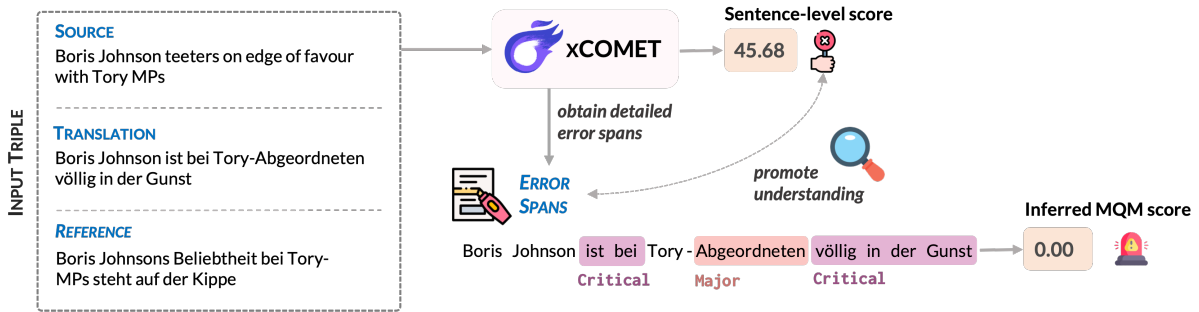 INPUT TRIPLE
SOURCE
Boris Johnson teeters on edge of favour
with Tory MPs
TRANSLATION
Boris Johnson ist bei Tory-Abgeordneten
völlig in der Gunst
REFERENCE
Boris Johnsons Beliebtheit bei Tory-
MPs steht auf der Kippe
xCOMET
Sentence-level score
45.68
obtain detailed
error spans
ERROR
SPANS
promote
understanding
Boris Johnson ist bei Tory - Abgeordneten völlig in der Gunst
Critical Major Critical
Inferred MQM score
0.00